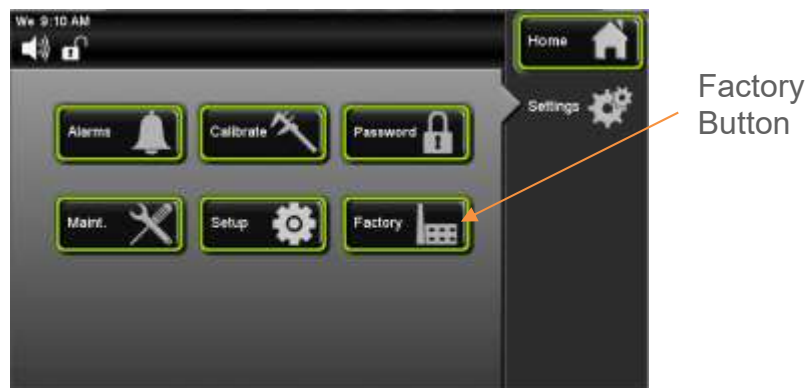 We 9:10 AM
Home
Settings
Alarms
Calibrate
Password
Maint.
Setup
Factory
Factory
Button